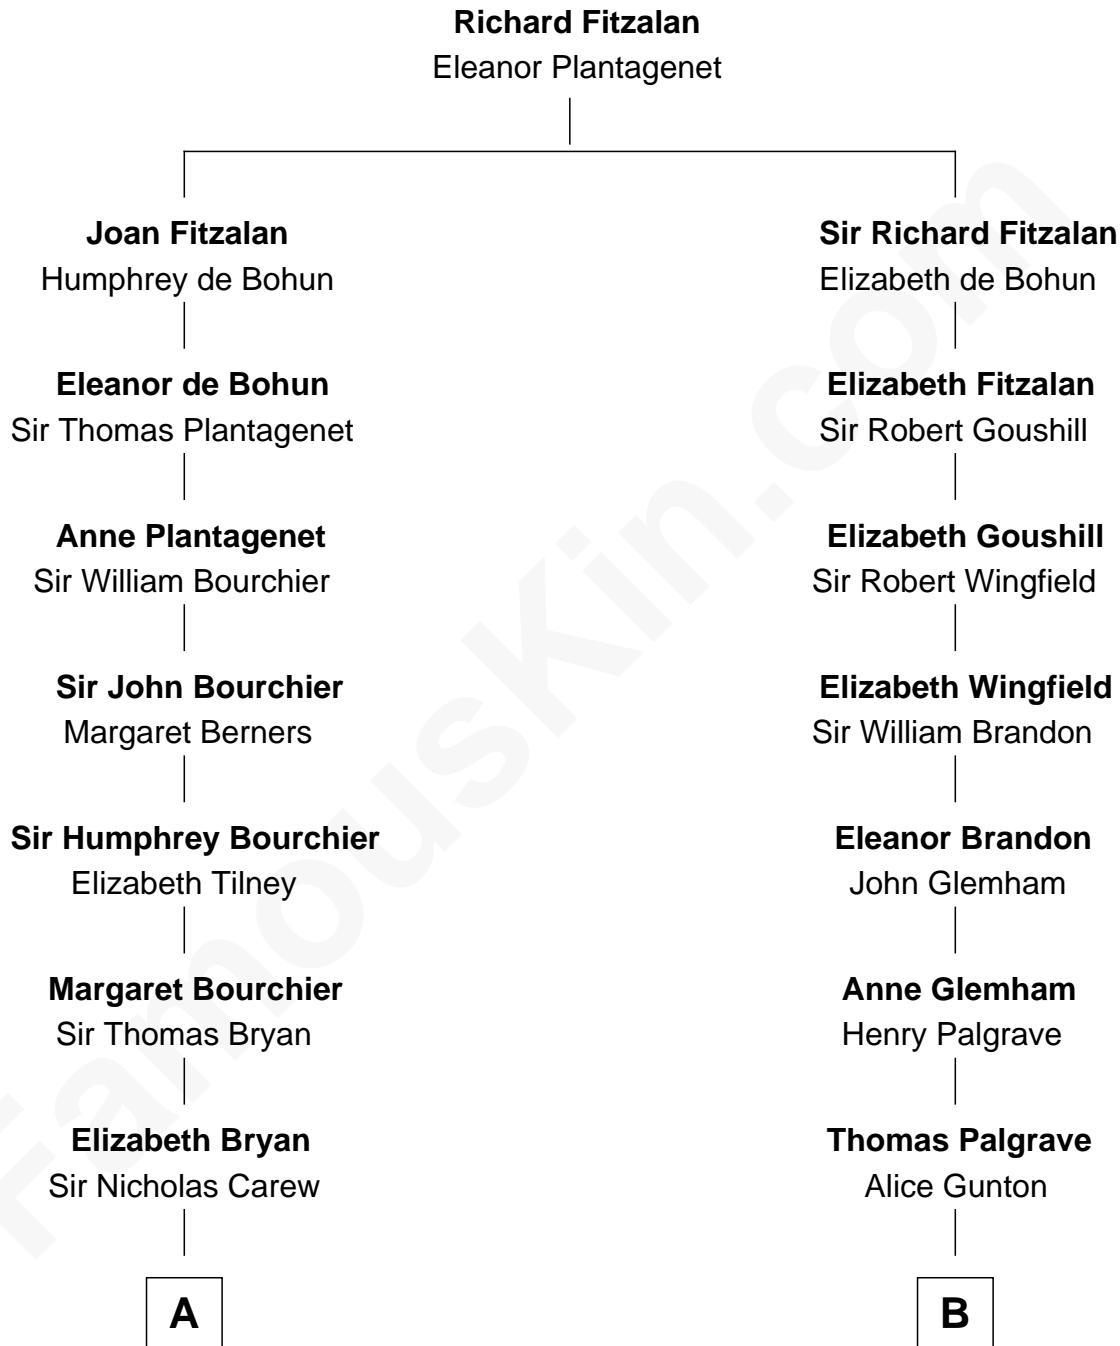 Richard Fitzalan
Eleanor Plantagenet
Joan Fitzalan
Humphrey de Bohun
Sir Richard Fitzalan
Elizabeth de Bohun
Eleanor de Bohun
Sir Thomas Plantagenet
Elizabeth Fitzalan
Sir Robert Goushill
Anne Plantagenet
Sir William Bourchier
Elizabeth Goushill
Sir Robert Wingfield
Sir John Bourchier
Margaret Berners
Elizabeth Wingfield
Sir William Brandon
Sir Humphrey Bourchier
Elizabeth Tilney
Eleanor Brandon
John Glemham
Margaret Bourchier
Sir Thomas Bryan
Anne Glemham
Henry Palgrave
Elizabeth Bryan
Sir Nicholas Carew
Thomas Palgrave
Alice Gunton
A
B
FamousKin.com